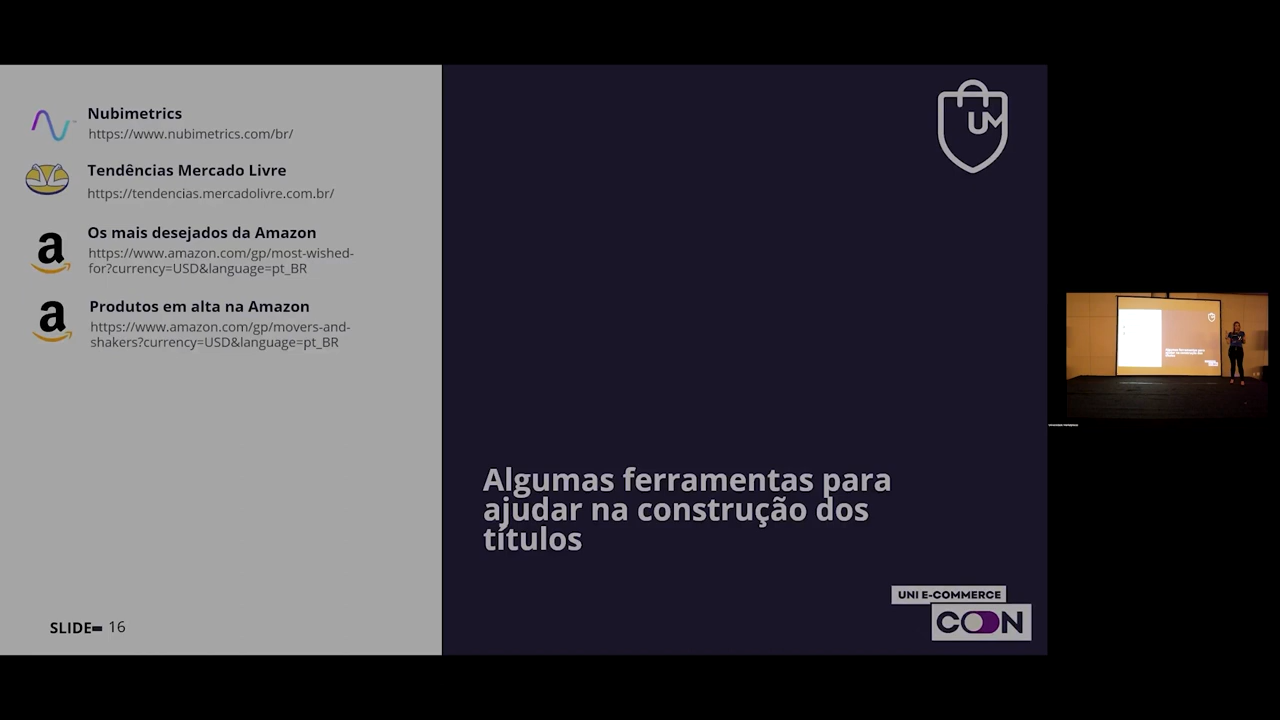 Nubimetrics
https://www.nubimetrics.com/br/
Tendências Mercado Livre
https://tendencias.mercadolivre.com.br/
Os mais desejados da Amazon
https://www.amazon.com/gp/most-wished-
for?currency=USD&language=pt_BR
Produtos em alta na Amazon
https://www.amazon.com/gp/movers-and-
shakers?currency=USD&language=pt_BR
SLIDE 16
UM
Algumas ferramentas para
ajudar na construção dos
títulos
UNI E-COMMERCE
COON